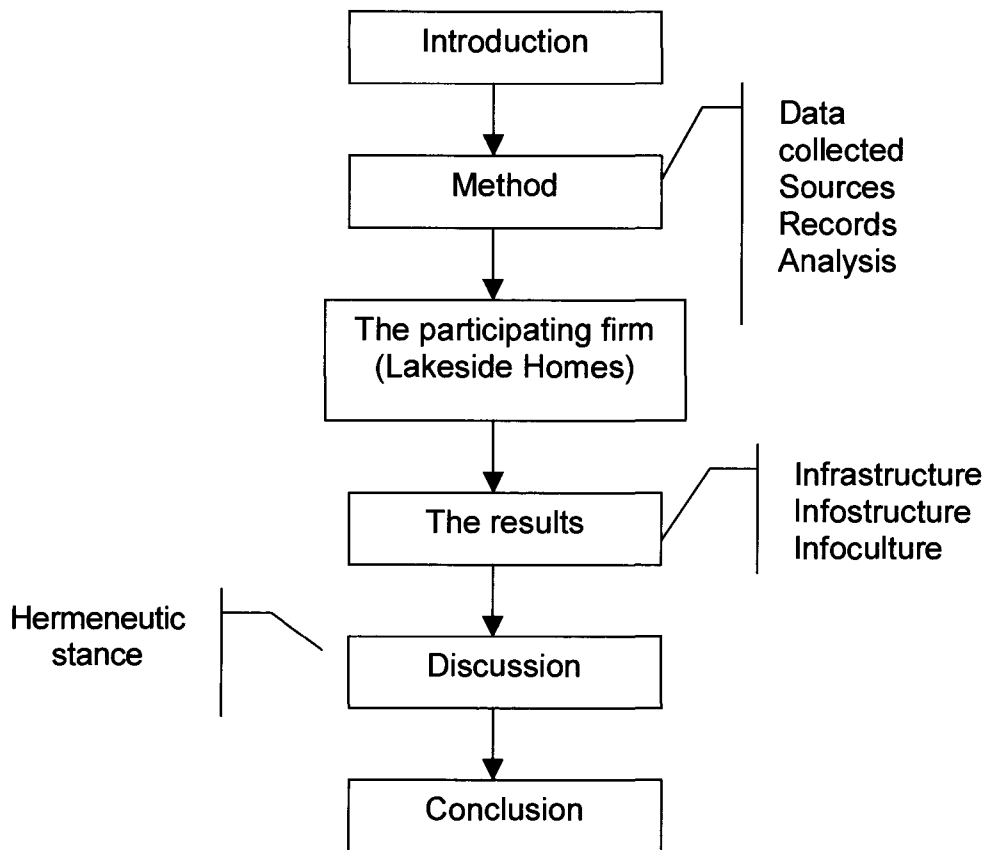 Introduction
Method
Data
collected
Sources
Records
Analysis
The participating firm
(Lakeside Homes)
The results
Infrastructure
Infostructure
Infoculture
Hermeneutic
stance
Discussion
Conclusion